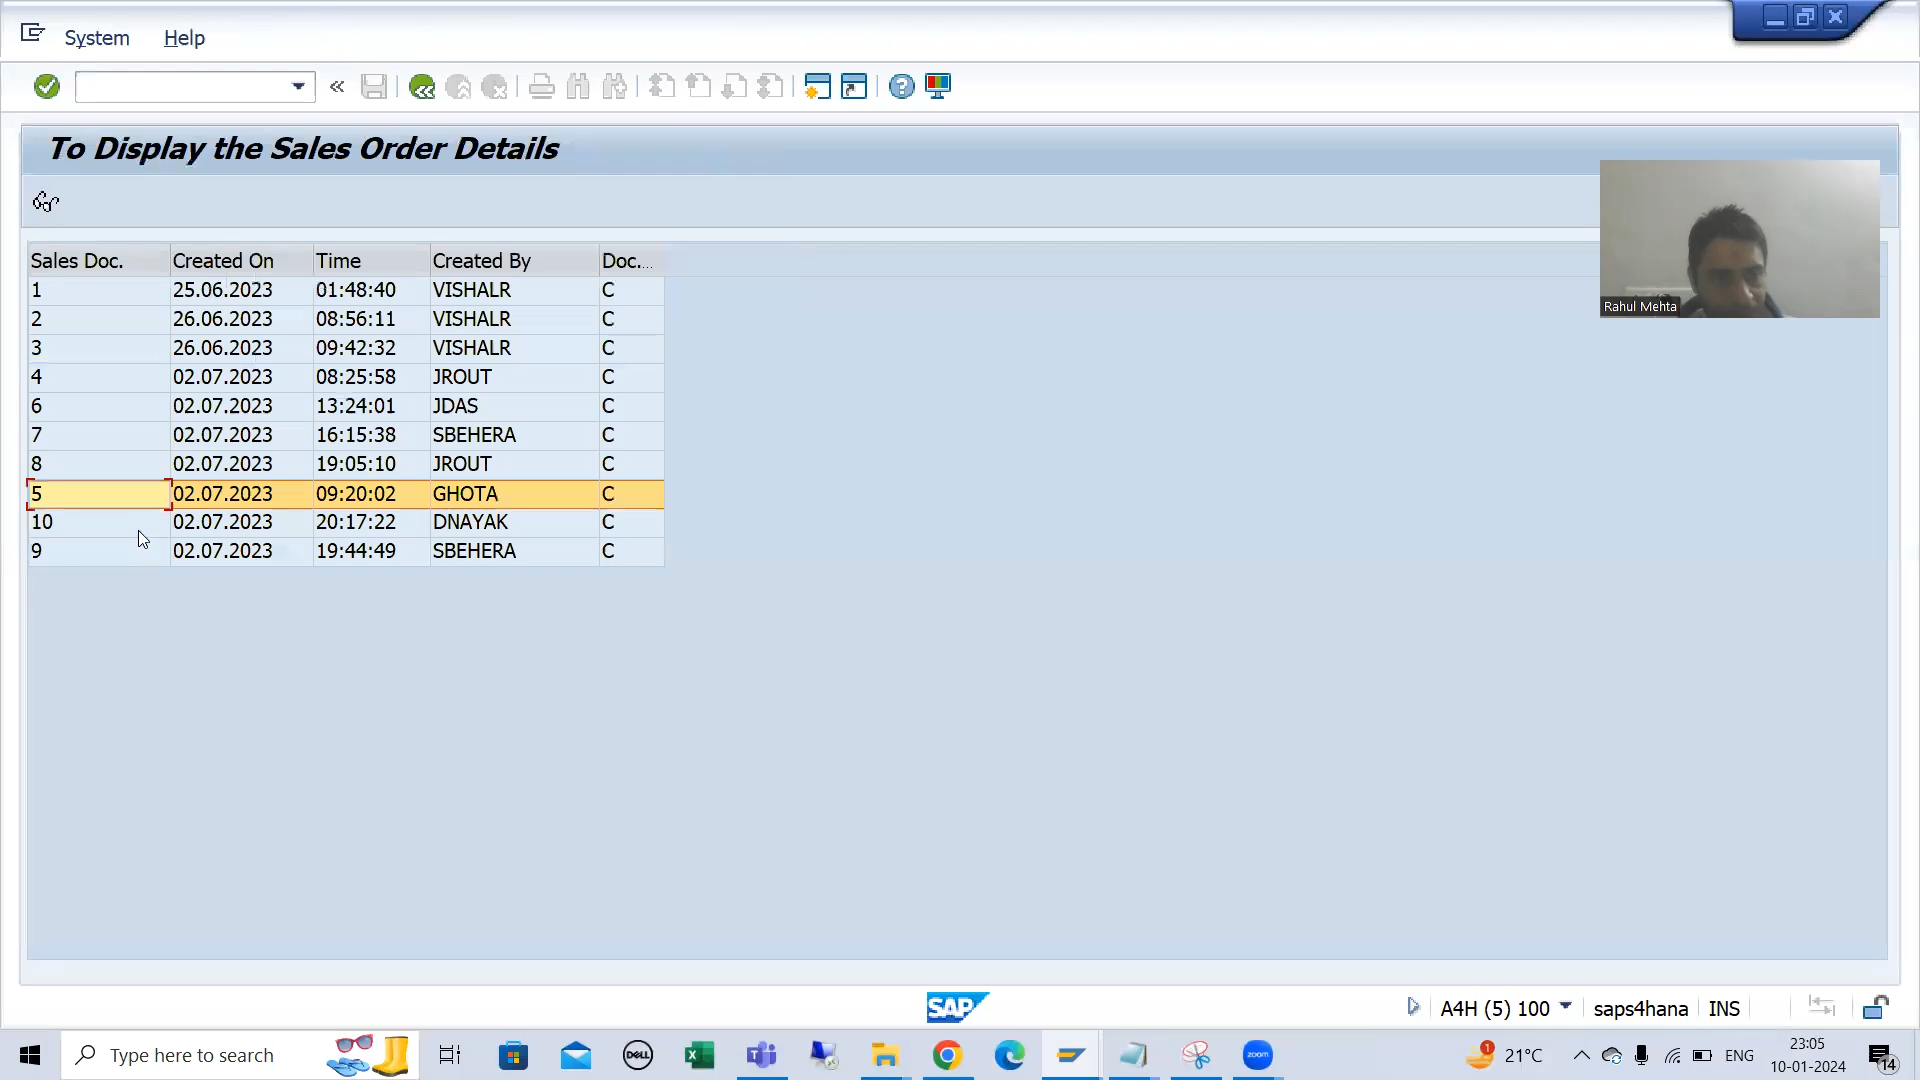 System Help
To Display the Sales Order Details
Rahul Mehta
Sales Doc. Created On Time Created By Doc....
1 25.06.2023 01:48:40 VISHALR C
2 26.06.2023 08:56:11 VISHALR C
3 26.06.2023 09:42:32 VISHALR C
4 02.07.2023 08:25:58 JROUT C
6 02.07.2023 13:24:01 JDAS C
7 02.07.2023 16:15:38 SBEHERA C
8 02.07.2023 19:05:10 JROUT C
5 02.07.2023 09:20:02 GHOTA C
10 02.07.2023 20:17:22 DNAYAK C
9 02.07.2023 19:44:49 SBEHERA C
SAP A4H (5) 100 saps4hana INS
Type here to search DELL zoom 1 21°C ENG 23:05
10-01-2024 14